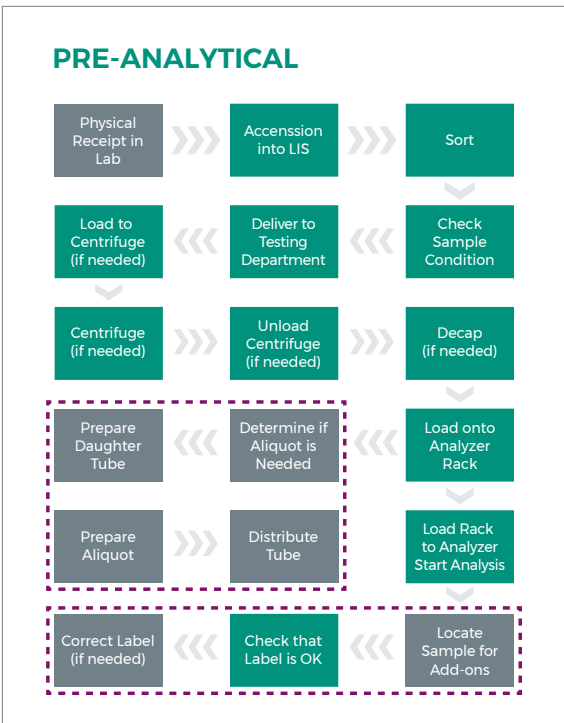 PRE-ANALYTICAL
Physical
Receipt in
Lab
Accenssion
into LIS
Sort
Check
Sample
Condition
Deliver to
Testing
Department
Load to
Centrifuge
(if needed)
Centrifuge
(if needed)
Unload
Centrifuge
(if needed)
Decap
(if needed)
Load onto
Analyzer
Rack
Determine if
Aliquot is
Needed
Prepare
Daughter
Tube
Prepare
Aliquot
Distribute
Tube
Load Rack
to Analyzer
Start Analysis
Locate
Sample for
Add-ons
Check that
Label is OK
Correct Label
(if needed)